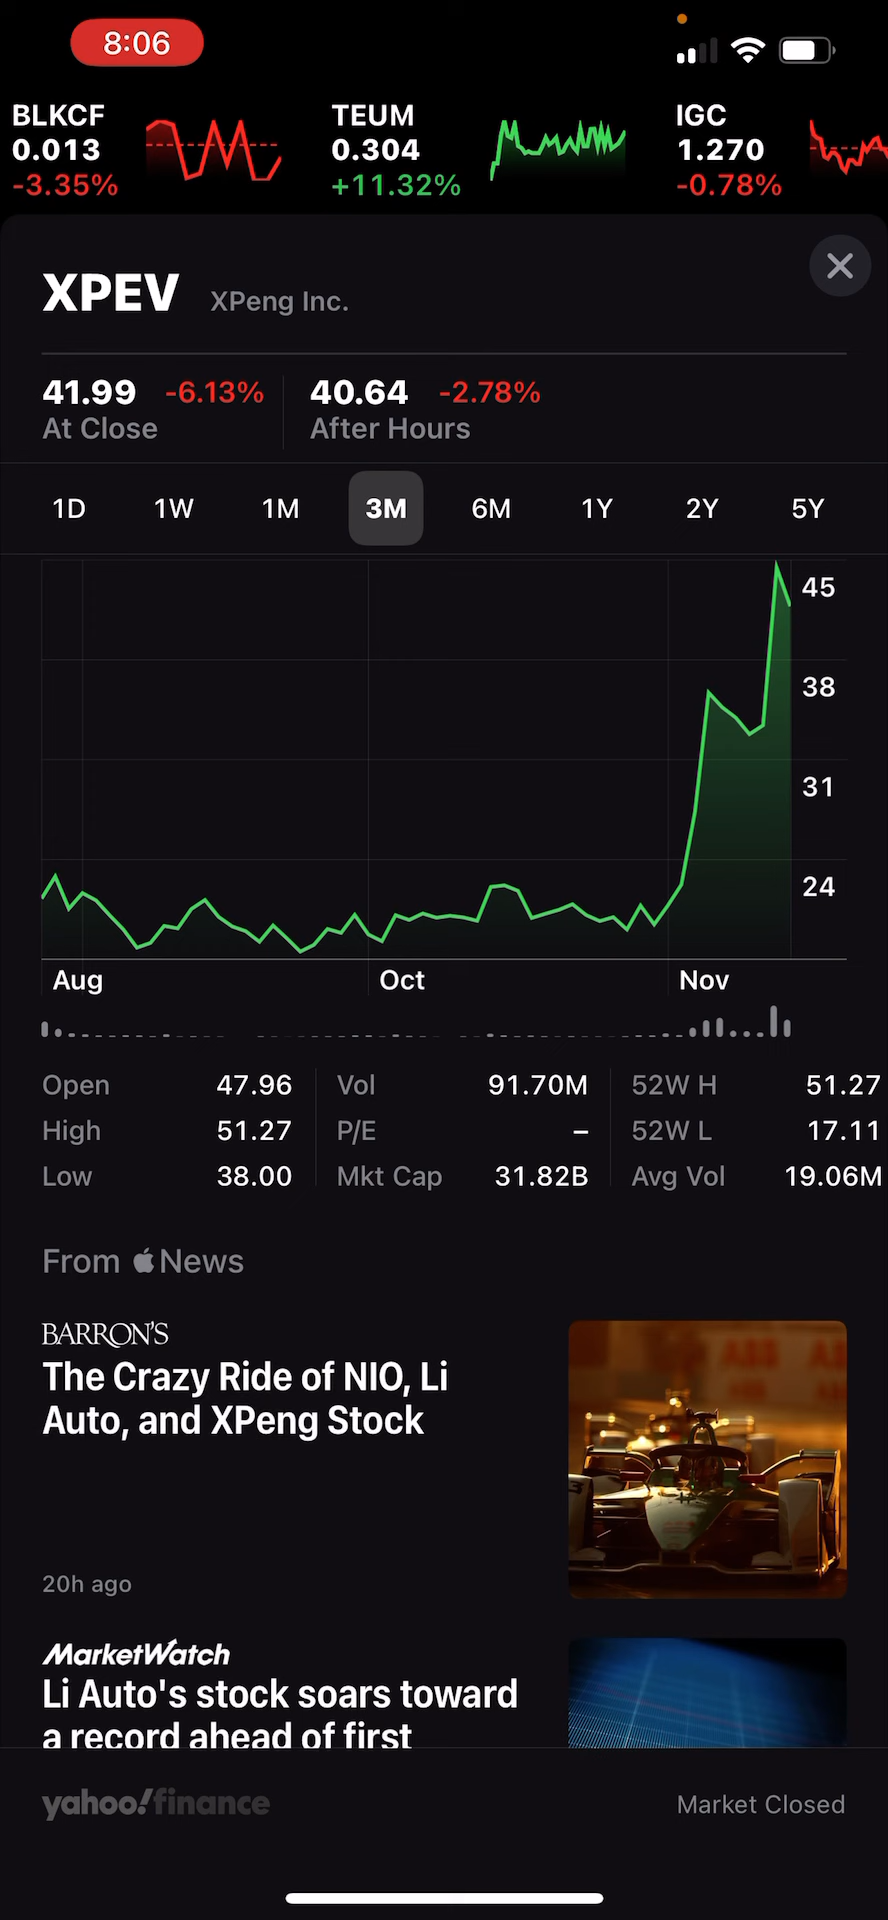 8:06
BLKCF
0.013
-3.35%
TEUM
0.304
+11.32%
IGC
1.270
-0.78%
XPEV XPeng Inc.
41.99 -6.13%
At Close
40.64 -2.78%
After Hours
1D 1W 1M 3M 6M 1Y 2Y 5Y
45
38
31
24
Aug Oct Nov
Open 47.96 Vol 91.70M 52W H 51.27
High 51.27 P/E – 52W L 17.11
Low 38.00 Mkt Cap 31.82B Avg Vol 19.06M
From News
BARRON'S
The Crazy Ride of NIO, Li
Auto, and XPeng Stock
20h ago
MarketWatch
Li Auto's stock soars toward
a record ahead of first
yahoo!finance Market Closed